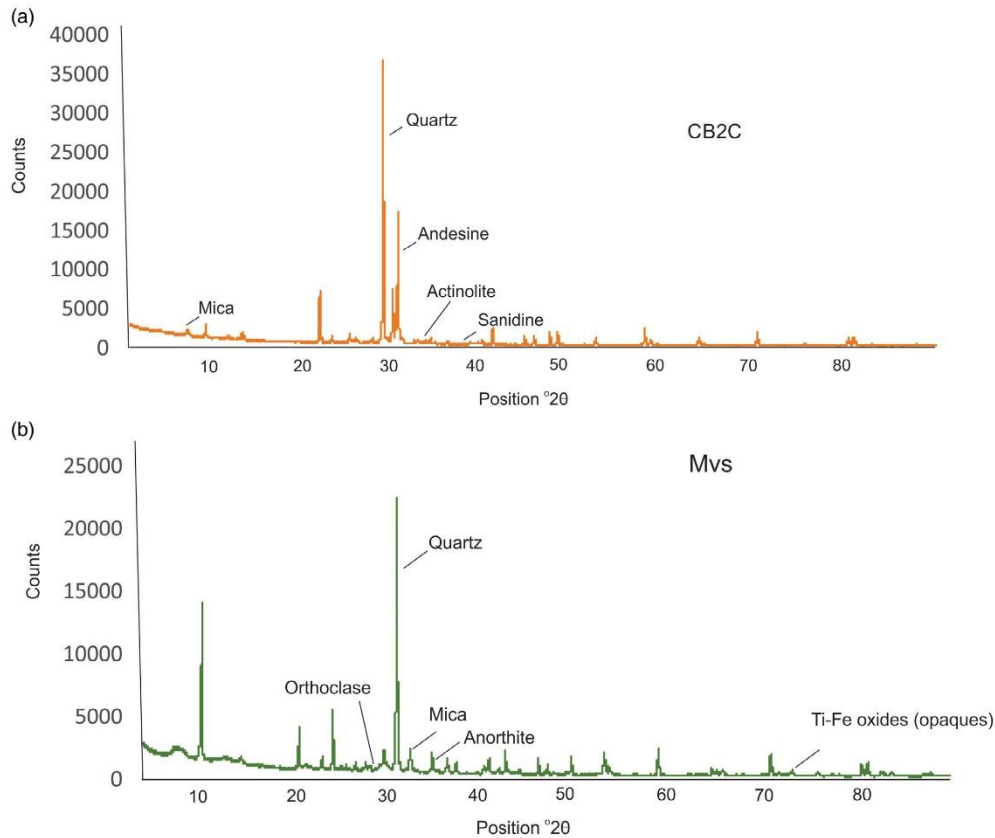 (a)
40000
35000
30000
25000
20000
15000
10000
5000
0
Counts
Quartz
CB2C
Andesine
Mica
Actinolite
Sanidine
10 20 30 40 50 60 70 80
Position °2θ
(b)
25000
20000
15000
10000
5000
0
Counts
Mvs
Quartz
Orthoclase
Mica
Anorthite
Ti-Fe oxides (opaques)
10 20 30 40 50 60 70 80
Position °2θ